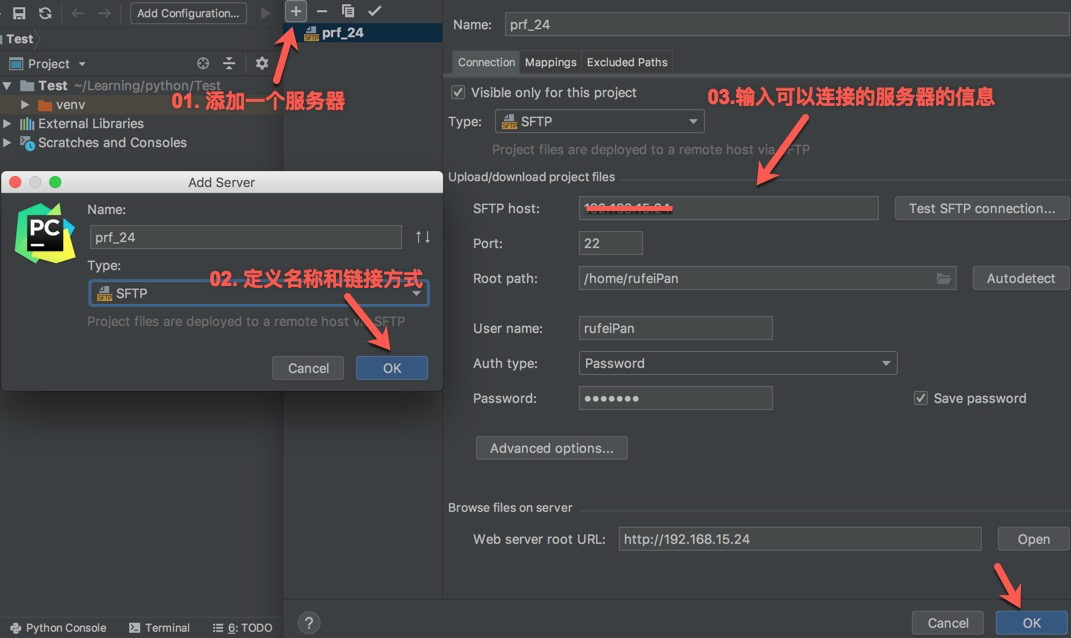 Add Configuration...
Test
Project
Test ~/Learning/python/Test
venv
External Libraries
Scratches and Consoles
prf_24
01. 添加一个服务器
Add Server
PC
Name:
prf_24
Type:
02. 定义名称和链接方式
SFTP
Project files are deployed to a remote host via SFTP
Cancel
OK
Name: prf_24
Connection Mappings Excluded Paths
Visible only for this project
03.输入可以连接的服务器的信息
Type: SFTP
Project files are deployed to a remote host via SFTP
Upload/download project files
SFTP host: Test SFTP connection...
Port: 22
Root path: /home/rufeiPan Autodetect
User name: rufeiPan
Auth type: Password
Password: ••••••• Save password
Advanced options...
Browse files on server
Web server root URL: http://192.168.15.24 Open
? Cancel OK
Python Console Terminal 6: TODO